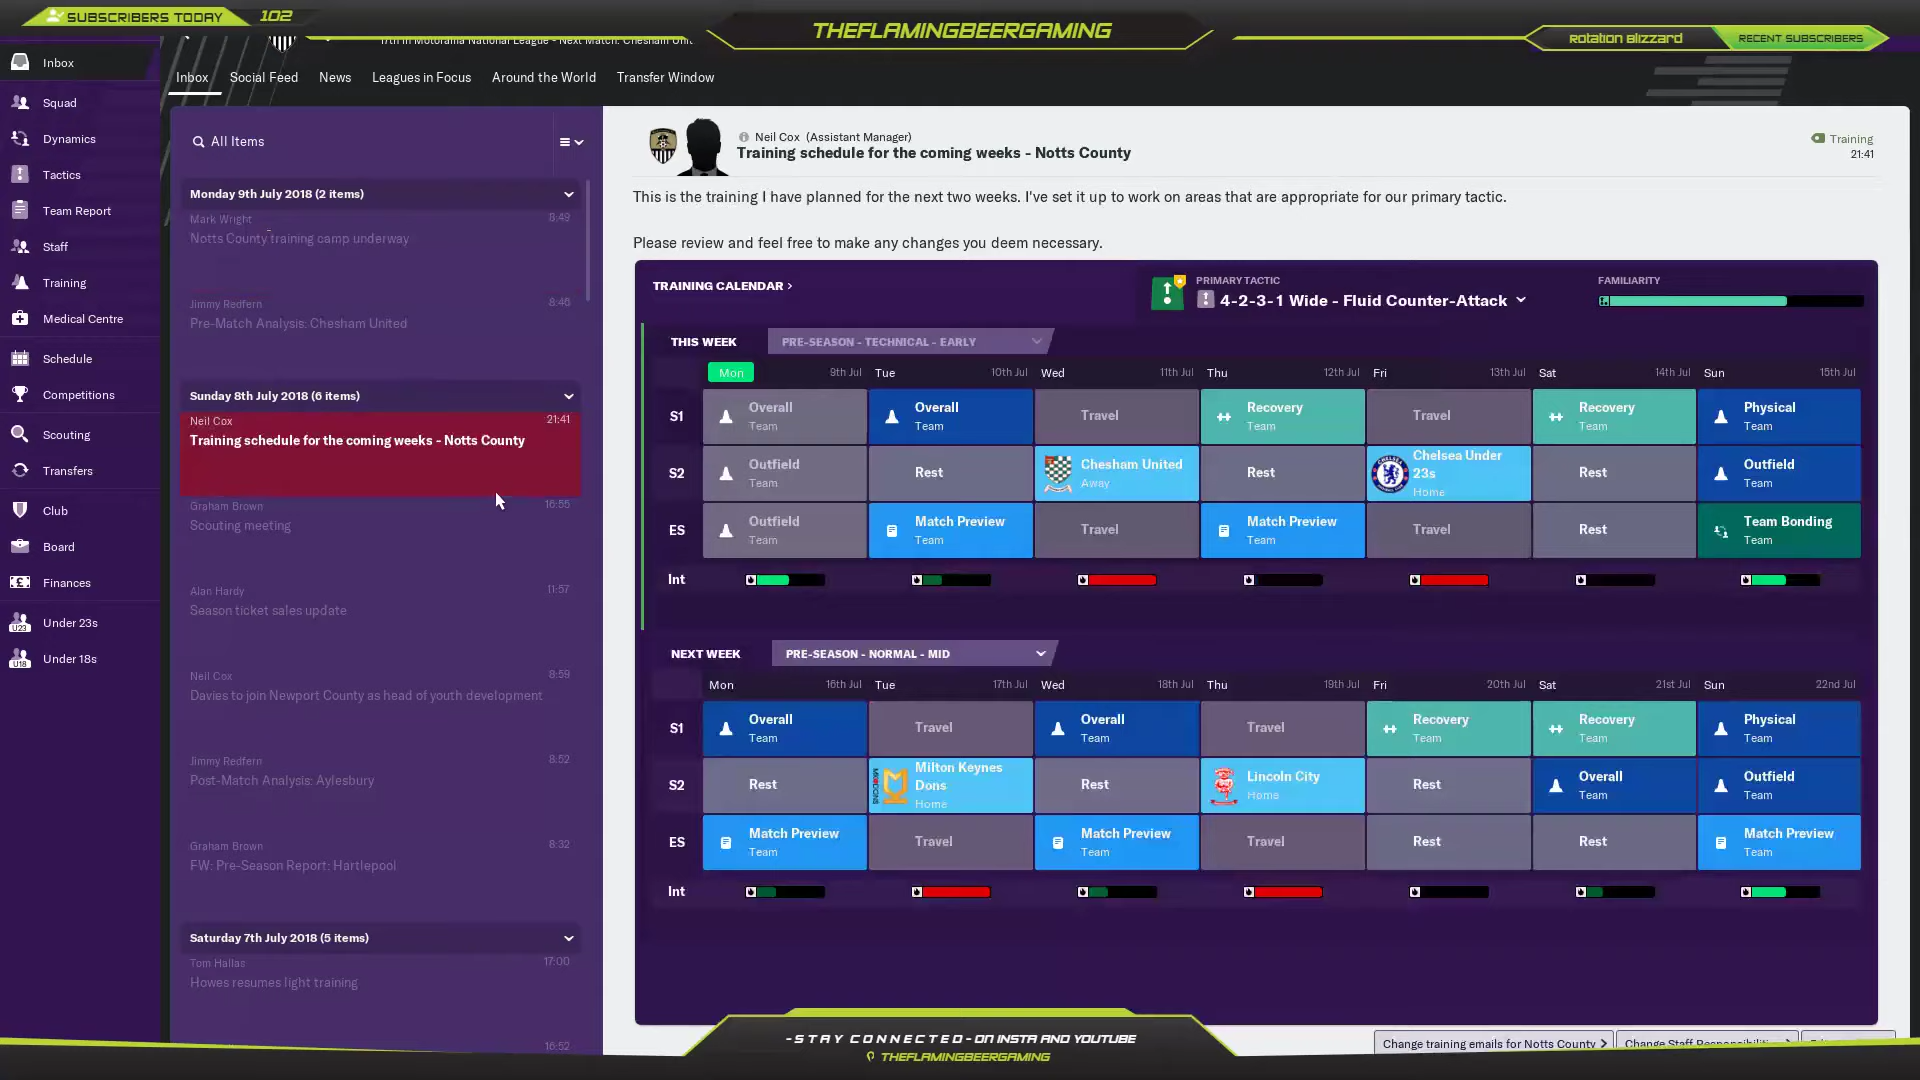 SUBSCRIBERS TODAY 102
THEFLAMINGBEERGAMING
Rotation Blizzard RECENT SUBSCRIBERS
17th in Motorama National League - Next Match: Chesham Unit
Inbox
Squad
Dynamics
Tactics
Team Report
Staff
Training
Medical Centre
Schedule
Competitions
Scouting
Transfers
Club
Board
Finances
Under 23s
Under 18s
Inbox Social Feed News Leagues in Focus Around the World Transfer Window
All Items
Monday 9th July 2018 (2 items)
Mark Wright 8:49
Notts County training camp underway
Jimmy Redfern 8:46
Pre-Match Analysis: Chesham United
Sunday 8th July 2018 (6 items)
Neil Cox 21:41
Training schedule for the coming weeks - Notts County
Graham Brown 16:55
Scouting meeting
Alan Hardy 11:57
Season ticket sales update
Neil Cox 8:59
Davies to join Newport County as head of youth development
Jimmy Redfern 8:52
Post-Match Analysis: Aylesbury
Graham Brown 8:32
FW: Pre-Season Report: Hartlepool
Saturday 7th July 2018 (5 items)
Tom Hallas 17:00
Howes resumes light training
16:52
Neil Cox (Assistant Manager)
Training schedule for the coming weeks - Notts County
Training
21:41
This is the training I have planned for the next two weeks. I've set it up to work on areas that are appropriate for our primary tactic.
Please review and feel free to make any changes you deem necessary.
TRAINING CALENDAR >
PRIMARY TACTIC
4-2-3-1 Wide - Fluid Counter-Attack
FAMILIARITY
THIS WEEK PRE-SEASON - TECHNICAL - EARLY
Mon 9th Jul Tue 10th Jul Wed 11th Jul Thu 12th Jul Fri 13th Jul Sat 14th Jul Sun 15th Jul
S1 Overall Team Overall Team Travel Recovery Team Travel Recovery Team Physical Team
S2 Outfield Team Rest Chesham United Away Rest Chelsea Under 23s Home Rest Outfield Team
ES Outfield Team Match Preview Team Travel Match Preview Team Travel Rest Team Bonding Team
Int
NEXT WEEK PRE-SEASON - NORMAL - MID
Mon 16th Jul Tue 17th Jul Wed 18th Jul Thu 19th Jul Fri 20th Jul Sat 21st Jul Sun 22nd Jul
S1 Overall Team Travel Overall Team Travel Recovery Team Recovery Team Physical Team
S2 Rest Milton Keynes Dons Home Rest Lincoln City Home Rest Overall Team Outfield Team
ES Match Preview Team Travel Match Preview Team Travel Rest Rest Match Preview Team
Int
Change training emails for Notts County > Change Staff
- STAY CONNECTED - ON INSTA AND YOUTUBE
THEFLAMINGBEERGAMING